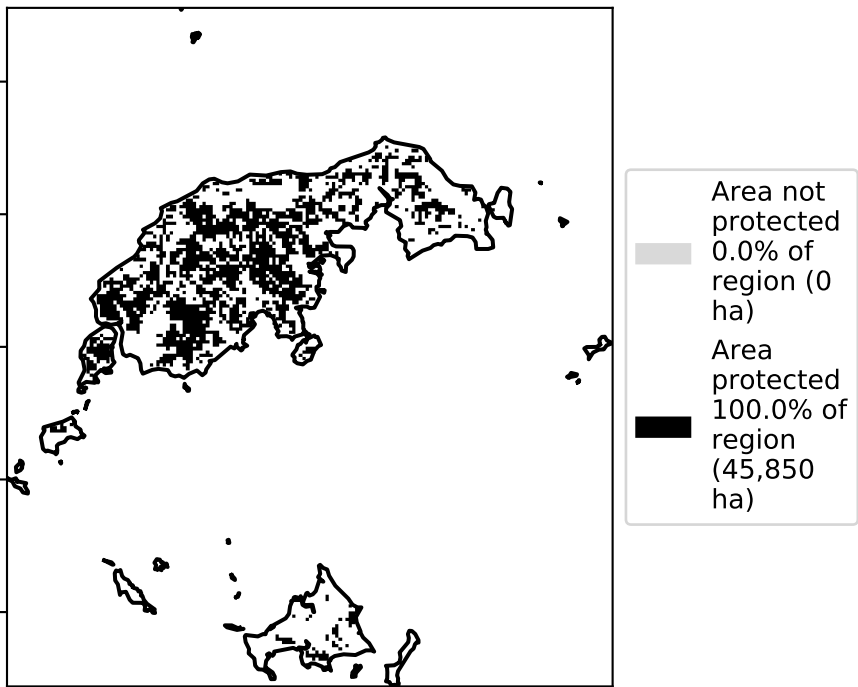 Area not
protected
0.0% of
region (0
ha)
Area
protected
100.0% of
region
(45,850
ha)